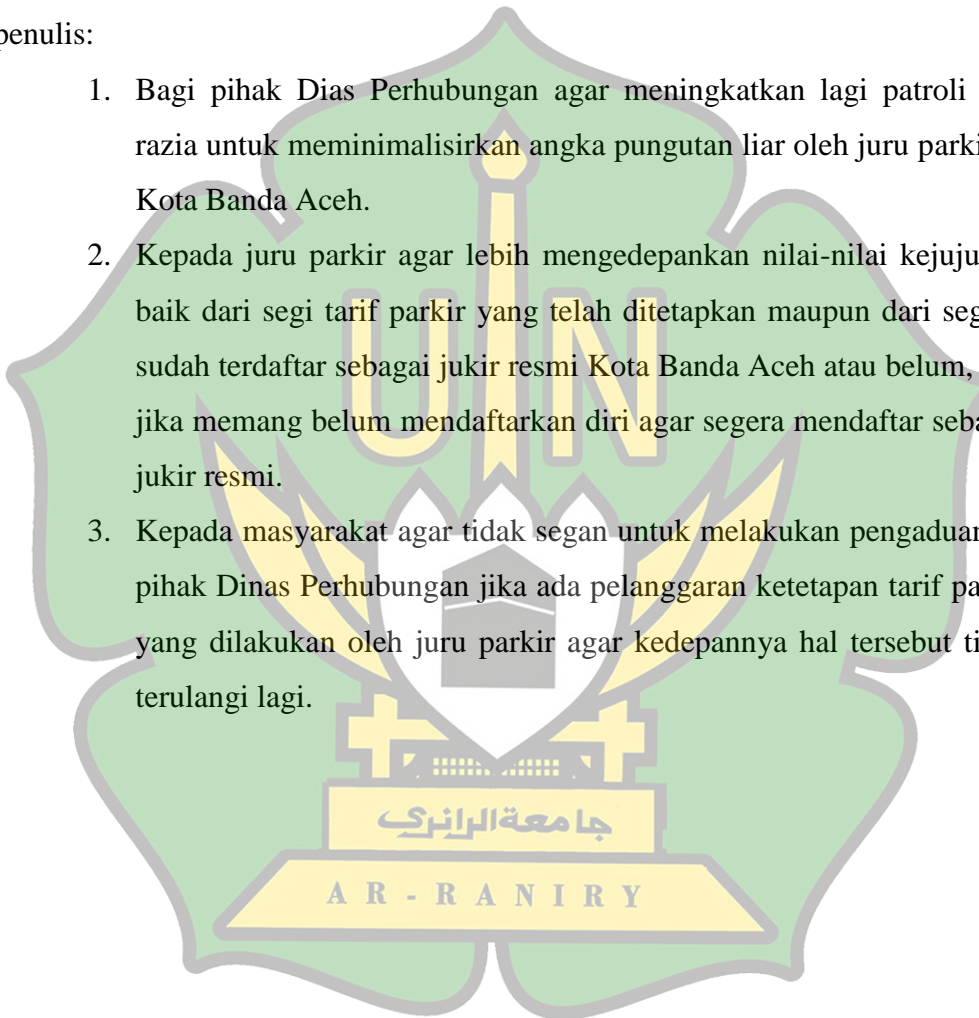 penulis:
1. Bagi pihak Dias Perhubungan agar meningkatkan lagi patroli
razia untuk meminimalisirkan angka pungutan liar oleh juru parki
Kota Banda Aceh.
2. Kepada juru parkir agar lebih mengedepankan nilai-nilai kejuju
baik dari segi tarif parkir yang telah ditetapkan maupun dari seg
sudah terdaftar sebagai jukir resmi Kota Banda Aceh atau belum,
jika memang belum mendaftarkan diri agar segera mendaftar seba
jukir resmi.
3. Kepada masyarakat agar tidak segan untuk melakukan pengaduan
pihak Dinas Perhubungan jika ada pelanggaran ketetapan tarif pa
yang dilakukan oleh juru parkir agar kedepannya hal tersebut ti
terulangi lagi.
UIN
جامعةالرانري
AR-RANIRY